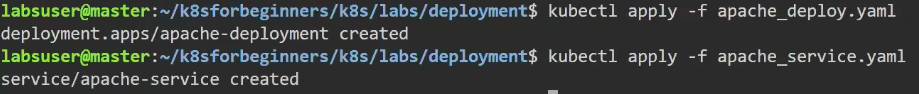 labsuser@master:~/k8sforbeginners/k8s/labs/deployment$ kubectl apply -f apache_deploy.yaml
deployment.apps/apache-deployment created
labsuser@master:~/k8sforbeginners/k8s/labs/deployment$ kubectl apply -f apache_service.yaml
service/apache-service created